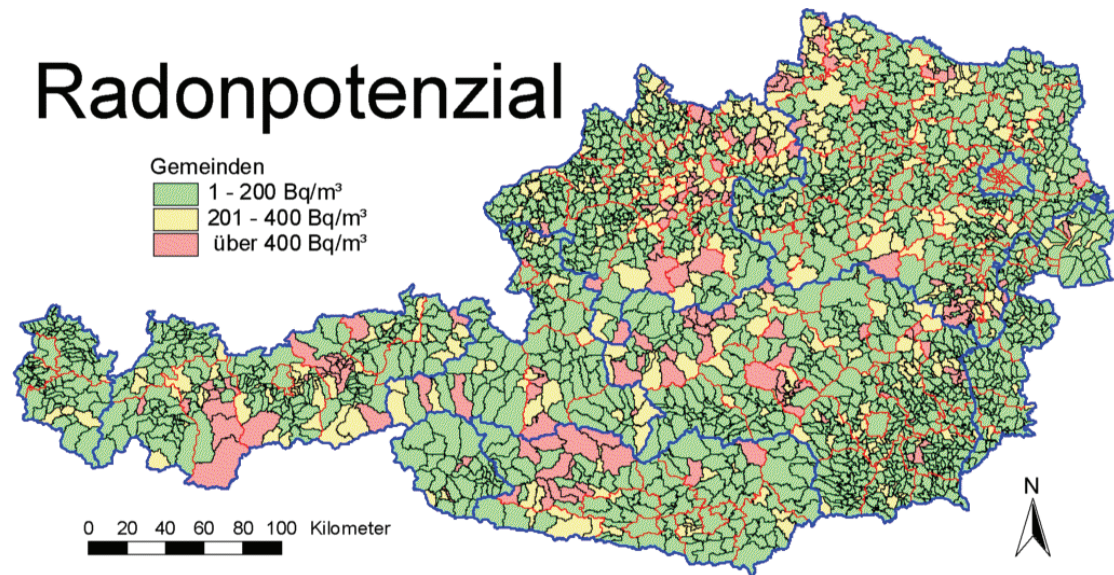 Radonpotenzial
Gemeinden
1 - 200 Bq/m³
201 - 400 Bq/m³
über 400 Bq/m³
0 20 40 60 80 100 Kilometer
N